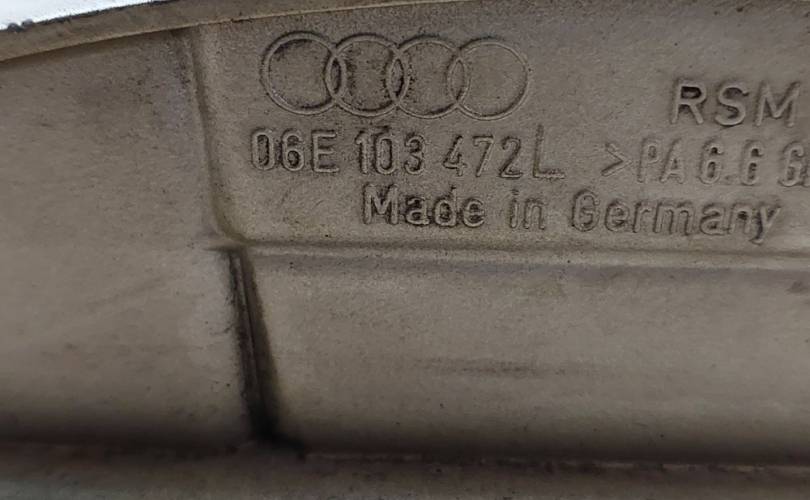 RSM
06E 103 472L >PA 6.6 G
Made in Germany